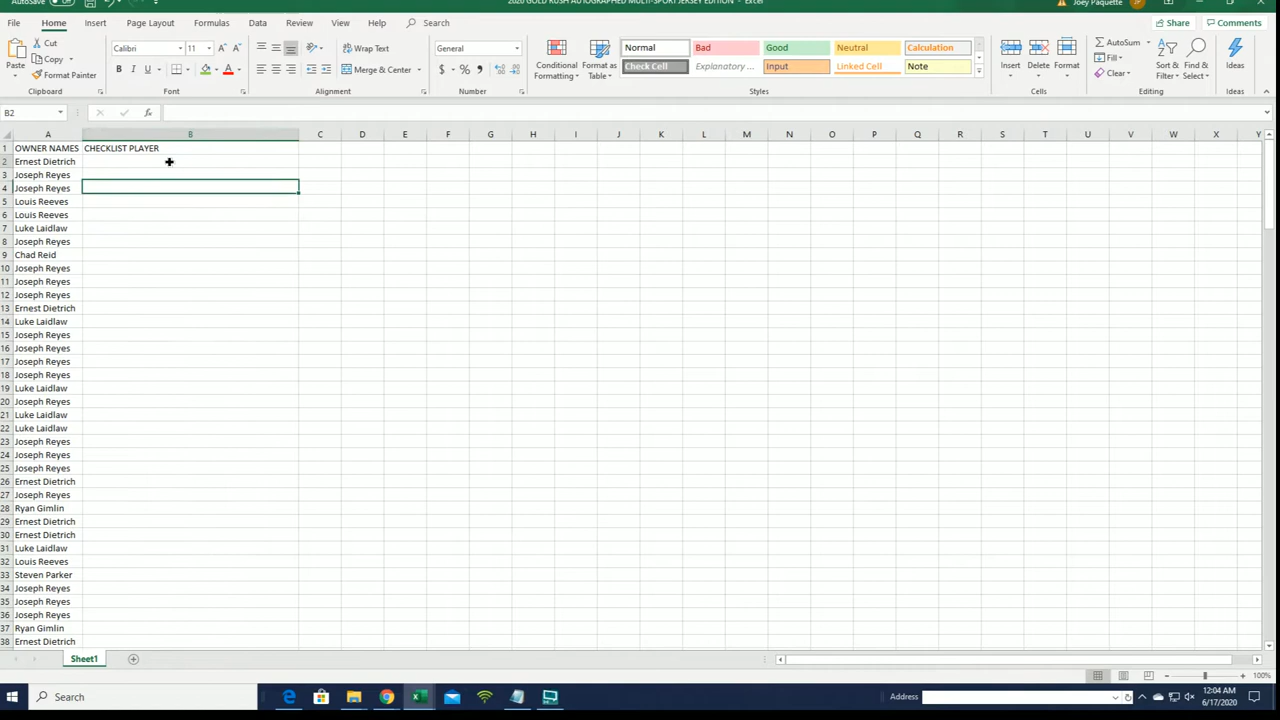 AutoSave
2020 GOLD RUSH AUTOGRAPHED MULTI-SPORT JERSEY EDITION - Excel
Joey Paquette
JP
File Home Insert Page Layout Formulas Data Review View Help Search
Share Comments
Paste
Cut
Copy
Format Painter
Clipboard
Calibri 11
B I U
Font
Wrap Text
Merge & Center
Alignment
General
$ % ,
Number
Conditional Formatting
Format as Table
Normal Bad Good Neutral Calculation
Check Cell Explanatory ... Input Linked Cell Note
Styles
Insert Delete Format
Cells
AutoSum
Fill
Clear
Sort & Filter
Find & Select
Editing
Ideas
Ideas
B2 fx
A B C D E F G H I J K L M N O P Q R S T U V W X Y
1 OWNER NAMES CHECKLIST PLAYER
2 Ernest Dietrich
3 Joseph Reyes
4 Joseph Reyes
5 Louis Reeves
6 Louis Reeves
7 Luke Laidlaw
8 Joseph Reyes
9 Chad Reid
10 Joseph Reyes
11 Joseph Reyes
12 Joseph Reyes
13 Ernest Dietrich
14 Luke Laidlaw
15 Joseph Reyes
16 Joseph Reyes
17 Joseph Reyes
18 Joseph Reyes
19 Luke Laidlaw
20 Joseph Reyes
21 Luke Laidlaw
22 Luke Laidlaw
23 Joseph Reyes
24 Joseph Reyes
25 Joseph Reyes
26 Ernest Dietrich
27 Joseph Reyes
28 Ryan Gimlin
29 Ernest Dietrich
30 Ernest Dietrich
31 Luke Laidlaw
32 Louis Reeves
33 Steven Parker
34 Joseph Reyes
35 Joseph Reyes
36 Joseph Reyes
37 Ryan Gimlin
38 Ernest Dietrich
Sheet1
100%
Search
Address
12:04 AM
6/17/2020